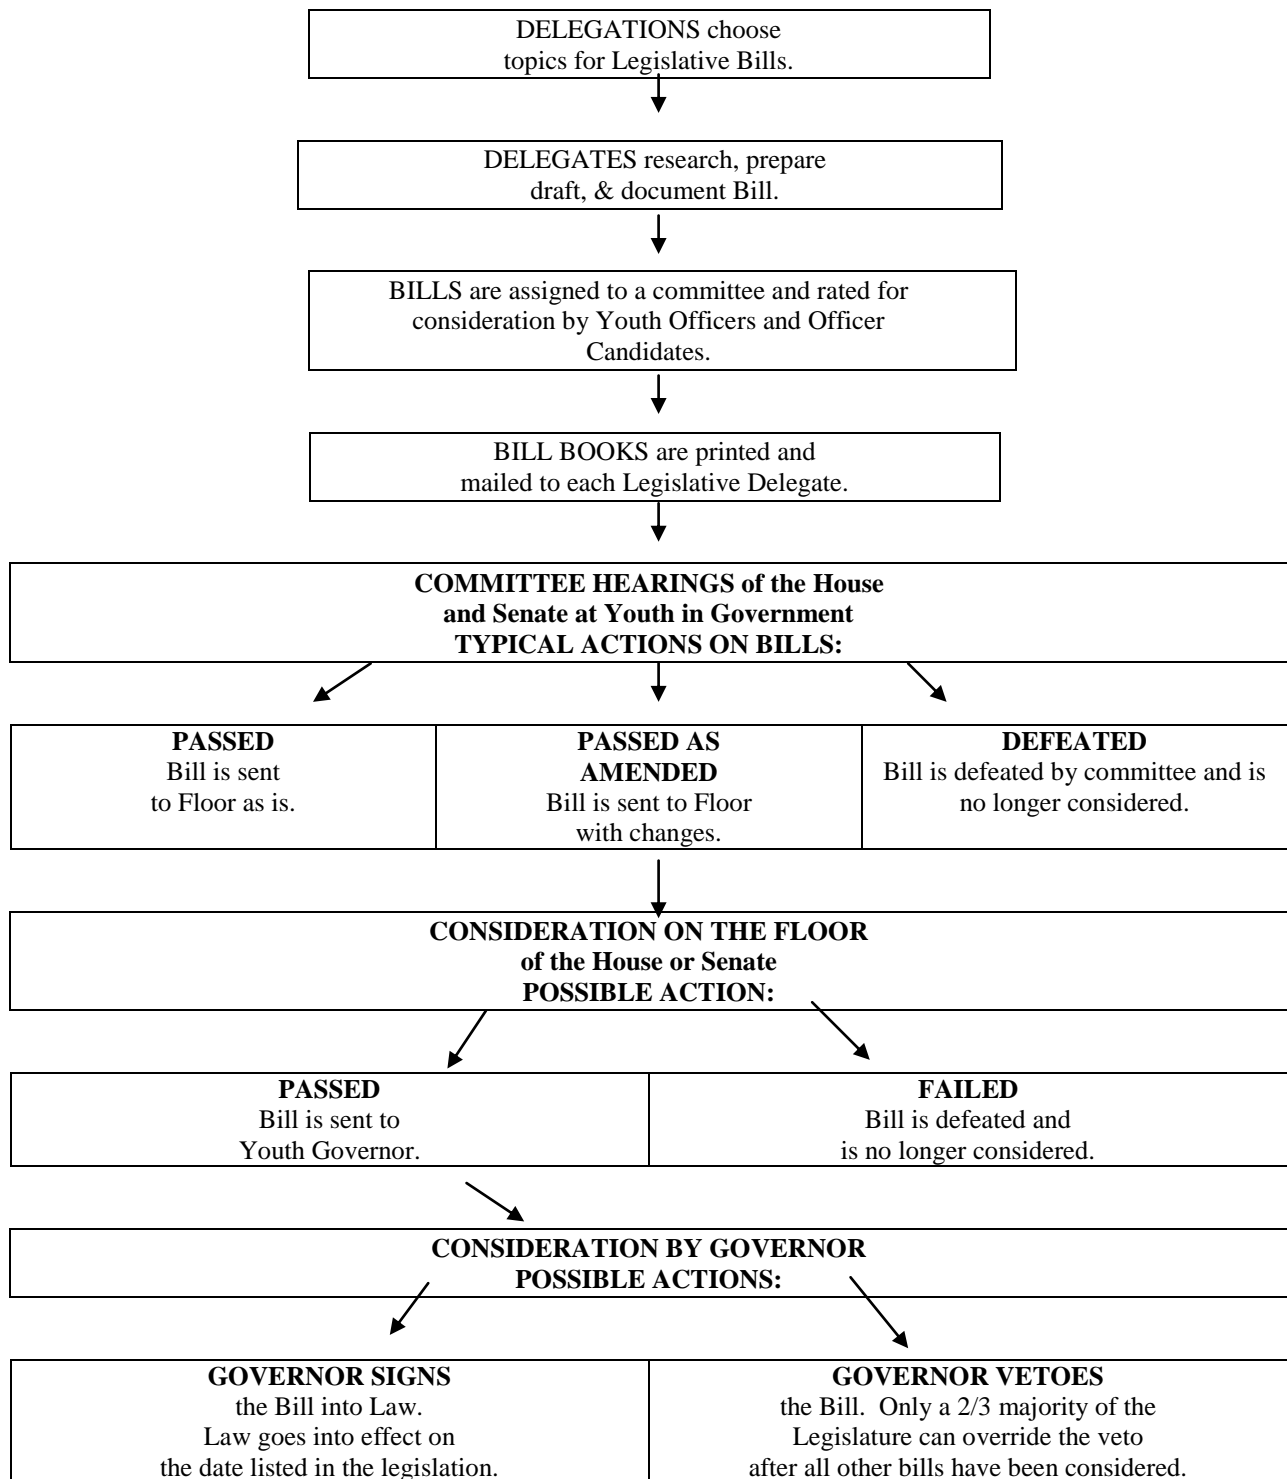 DELEGATIONS choose
topics for Legislative Bills.
DELEGATES research, prepare
draft, & document Bill.
BILLS are assigned to a committee and rated for
consideration by Youth Officers and Officer
Candidates.
BILL BOOKS are printed and
mailed to each Legislative Delegate.
COMMITTEE HEARINGS of the House
and Senate at Youth in Government
TYPICAL ACTIONS ON BILLS:
PASSED
Bill is sent
to Floor as is.
PASSED AS
AMENDED
Bill is sent to Floor
with changes.
DEFEATED
Bill is defeated by committee and is
no longer considered.
CONSIDERATION ON THE FLOOR
of the House or Senate
POSSIBLE ACTION:
PASSED
Bill is sent to
Youth Governor.
FAILED
Bill is defeated and
is no longer considered.
CONSIDERATION BY GOVERNOR
POSSIBLE ACTIONS:
GOVERNOR SIGNS
the Bill into Law.
Law goes into effect on
the date listed in the legislation.
GOVERNOR VETOES
the Bill.  Only a 2/3 majority of the
Legislature can override the veto
after all other bills have been considered.